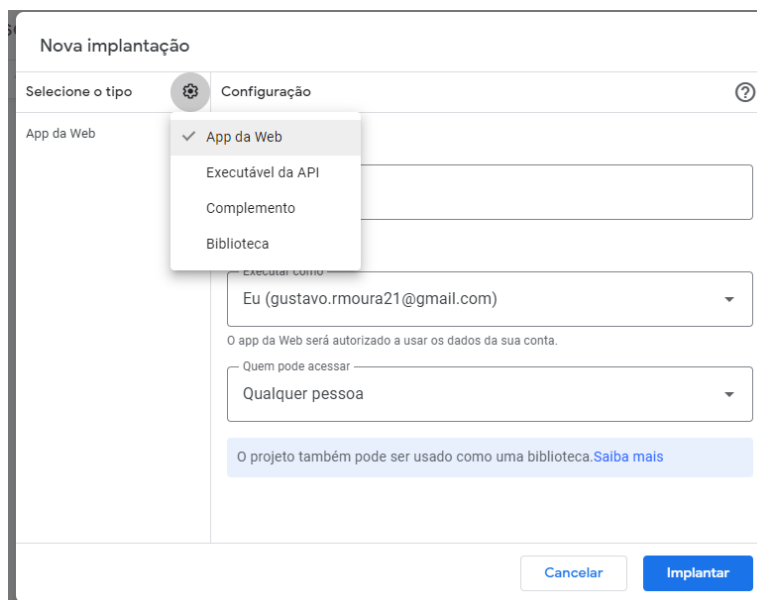 Nova implantação
Selecione o tipo
Configuração
App da Web
App da Web
Executável da API
Complemento
Biblioteca
Executar como
Eu (gustavo.rmoura21@gmail.com)
O app da Web será autorizado a usar os dados da sua conta.
Quem pode acessar
Qualquer pessoa
O projeto também pode ser usado como uma biblioteca.Saiba mais
Cancelar
Implantar